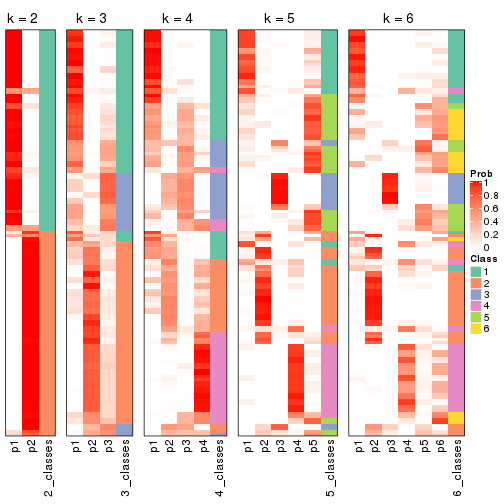 k = 2
k = 3
k = 4
k = 5
k = 6
Prob
1
0.8
0.6
0.4
0.2
0
Class
1
2
3
4
5
6
p1
p2
2_classes
p1
p2
p3
3_classes
p1
p2
p3
p4
4_classes
p1
p2
p3
p4
p5
5_classes
p1
p2
p3
p4
p5
p6
6_classes